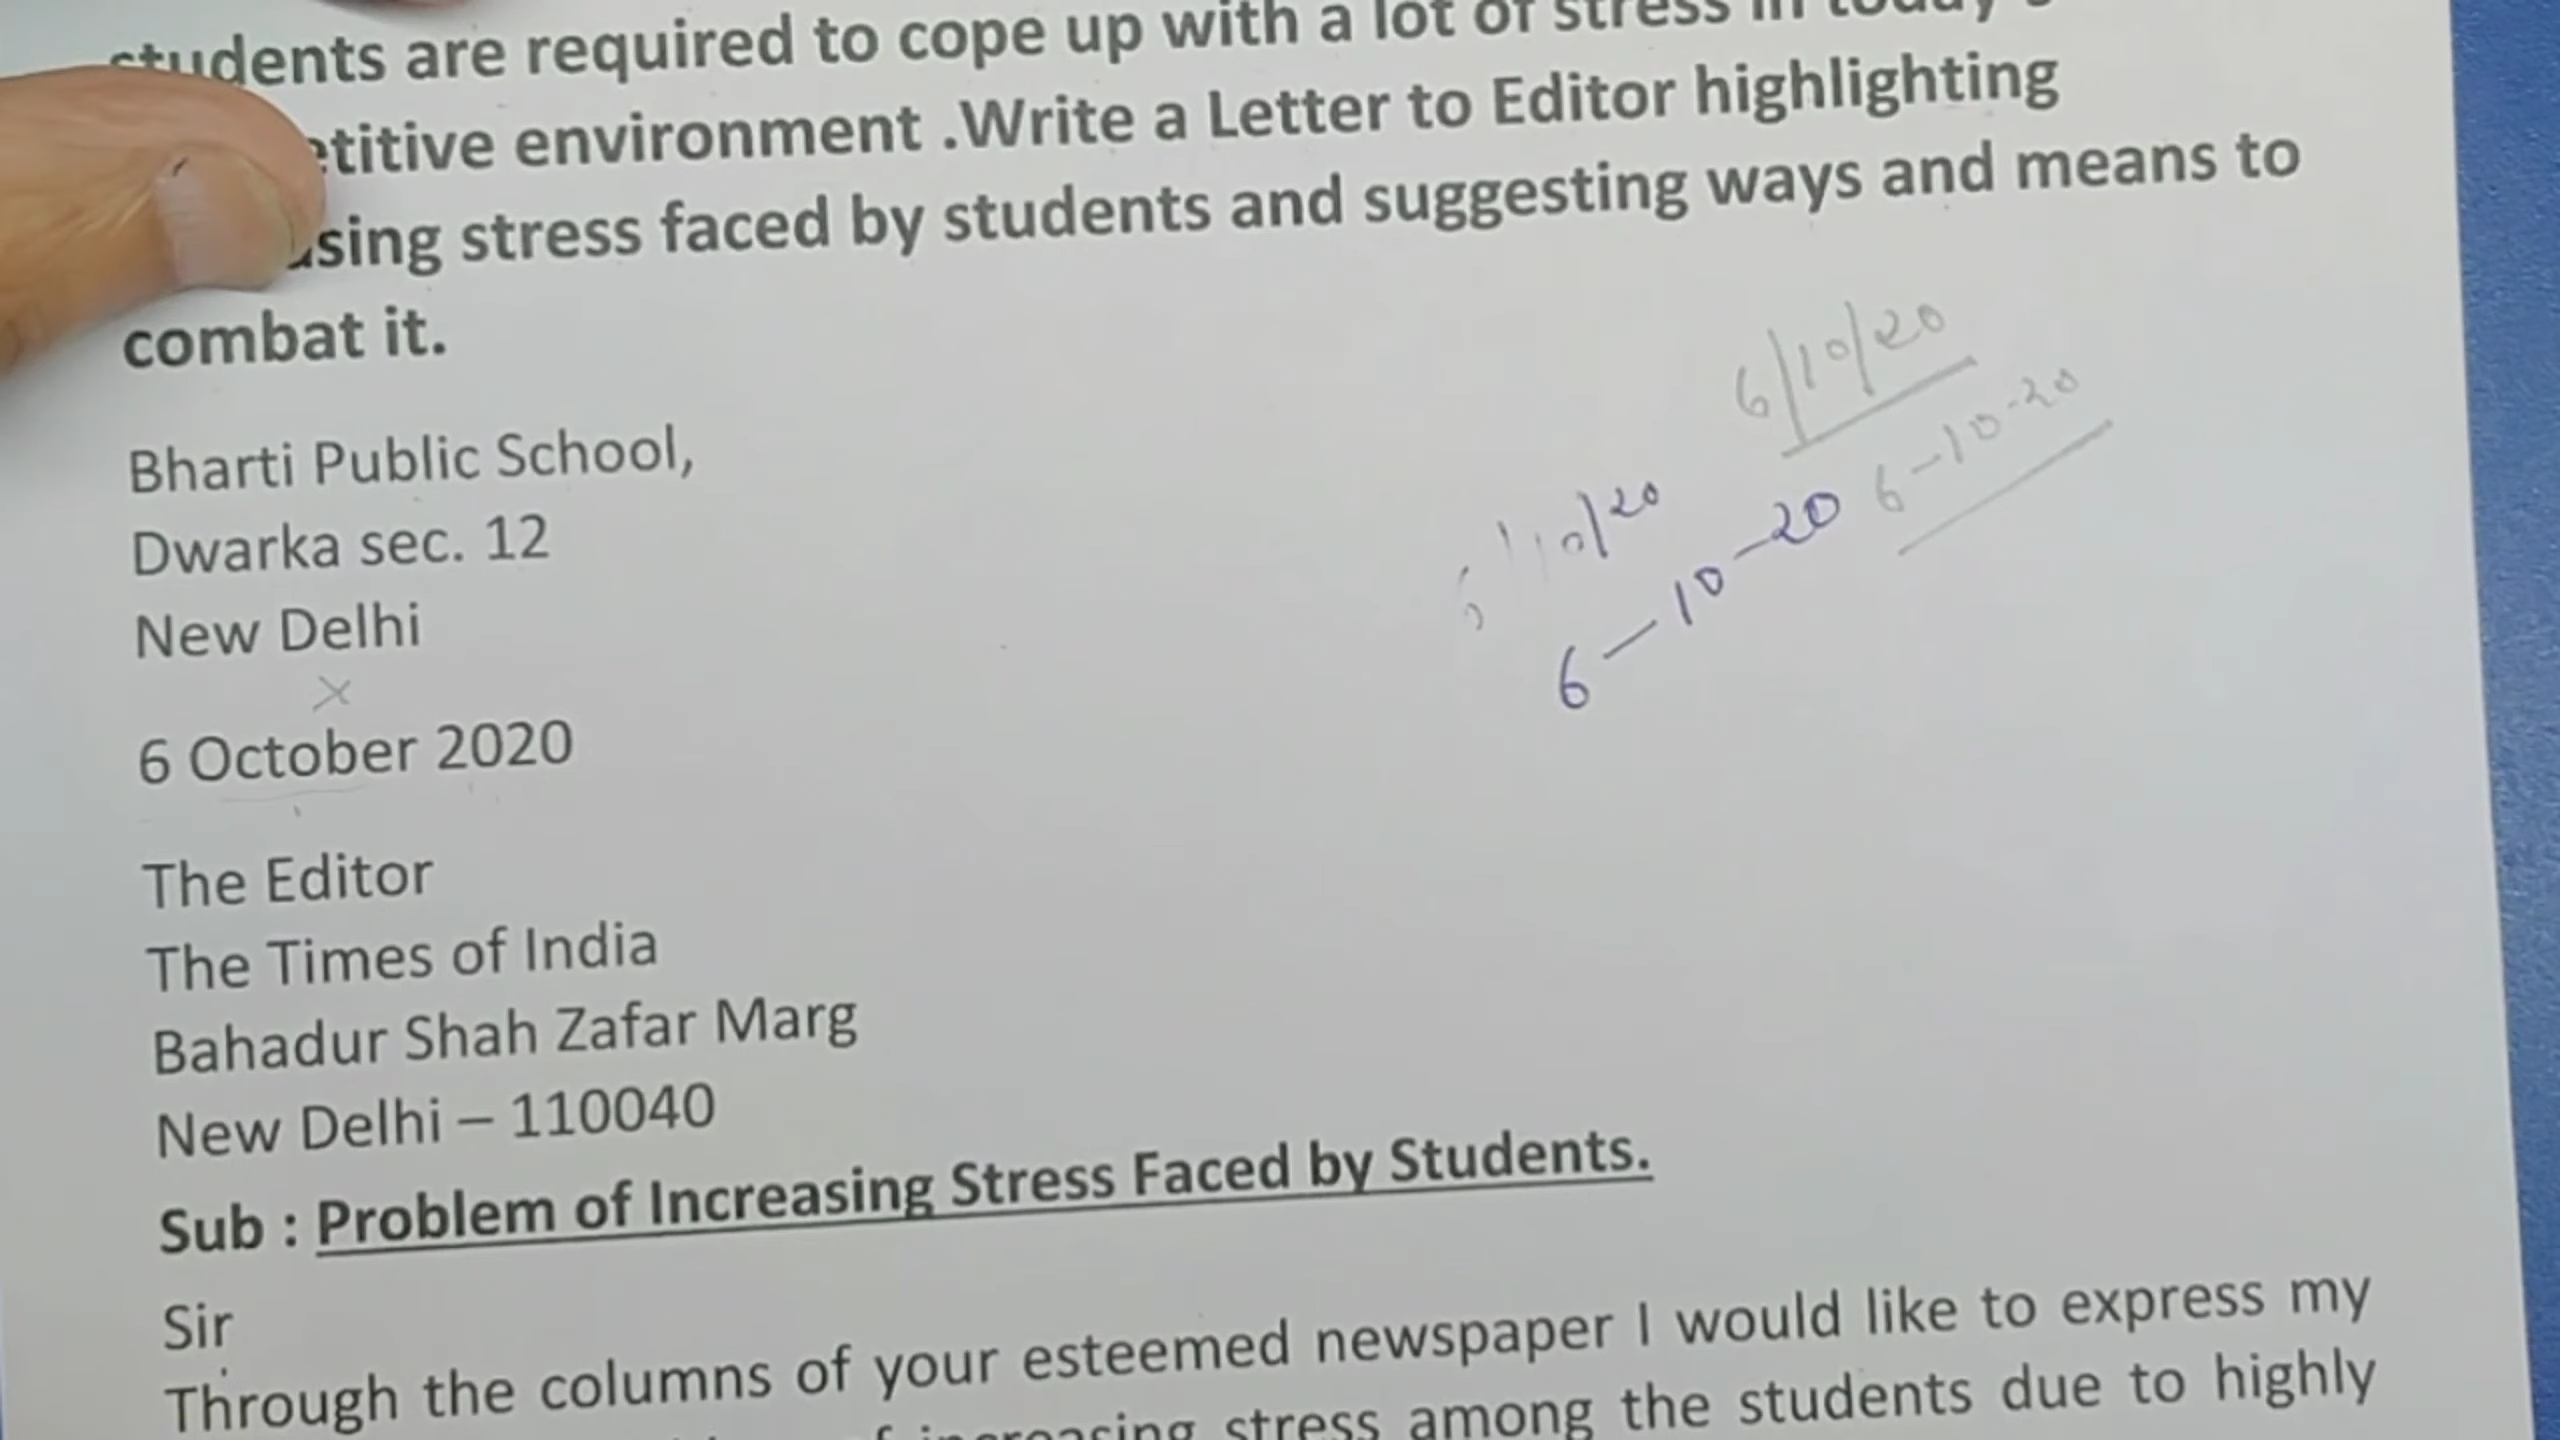 students are required to cope up with a lot of stress in today's
etitive environment .Write a Letter to Editor highlighting
sing stress faced by students and suggesting ways and means to
combat it.
6/10/20
6-10-20
Bharti Public School,
Dwarka sec. 12
New Delhi
/10/20
6-10-20
x
6 October 2020
The Editor
The Times of India
Bahadur Shah Zafar Marg
New Delhi – 110040
Sub : Problem of Increasing Stress Faced by Students.
Sir
Through the columns of your esteemed newspaper I would like to express my
increasing stress among the students due to highly